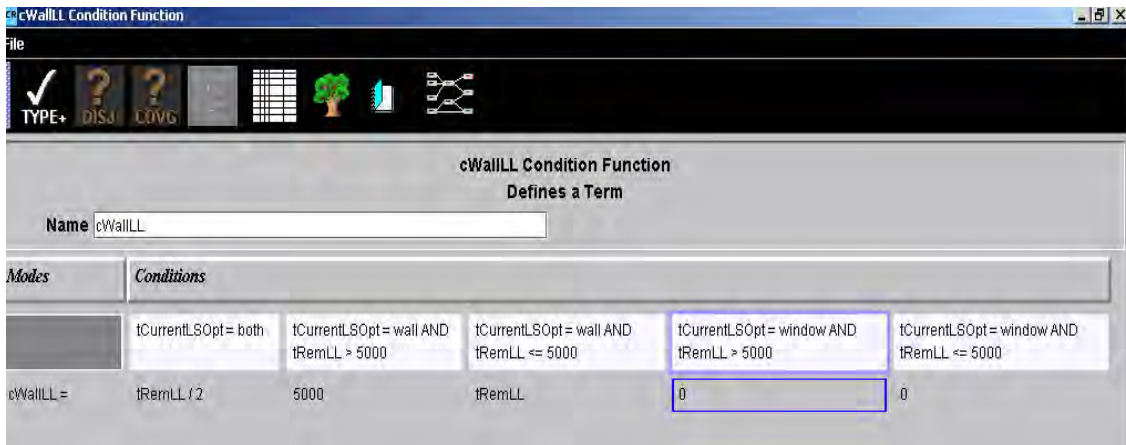 CR cWallLL Condition Function
File
TYPE+ DISJ COVG
cWallLL Condition Function
Defines a Term
Name cWallLL
Modes Conditions
tCurrentLSOpt = both tCurrentLSOpt = wall AND tCurrentLSOpt = wall AND tCurrentLSOpt = window AND tCurrentLSOpt = window AND
tRemLL > 5000 tRemLL <= 5000 tRemLL > 5000 tRemLL <= 5000
cWallLL = tRemLL / 2 5000 tRemLL 0 0